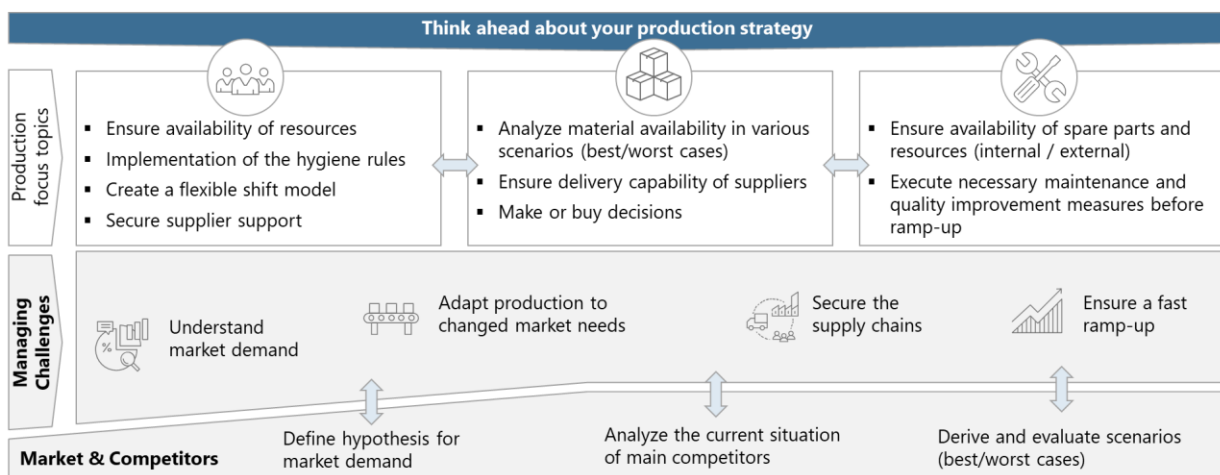 Think ahead about your production strategy
Production
focus topics
▪ Ensure availability of resources
▪ Implementation of the hygiene rules
▪ Create a flexible shift model
▪ Secure supplier support
▪ Analyze material availability in various
scenarios (best/worst cases)
▪ Ensure delivery capability of suppliers
▪ Make or buy decisions
▪ Ensure availability of spare parts and
resources (internal / external)
▪ Execute necessary maintenance and
quality improvement measures before
ramp-up
Managing
Challenges
%
Understand
market demand
Adapt production to
changed market needs
Secure the
supply chains
Ensure a fast
ramp-up
Market & Competitors
Define hypothesis for
market demand
Analyze the current situation
of main competitors
Derive and evaluate scenarios
(best/worst cases)